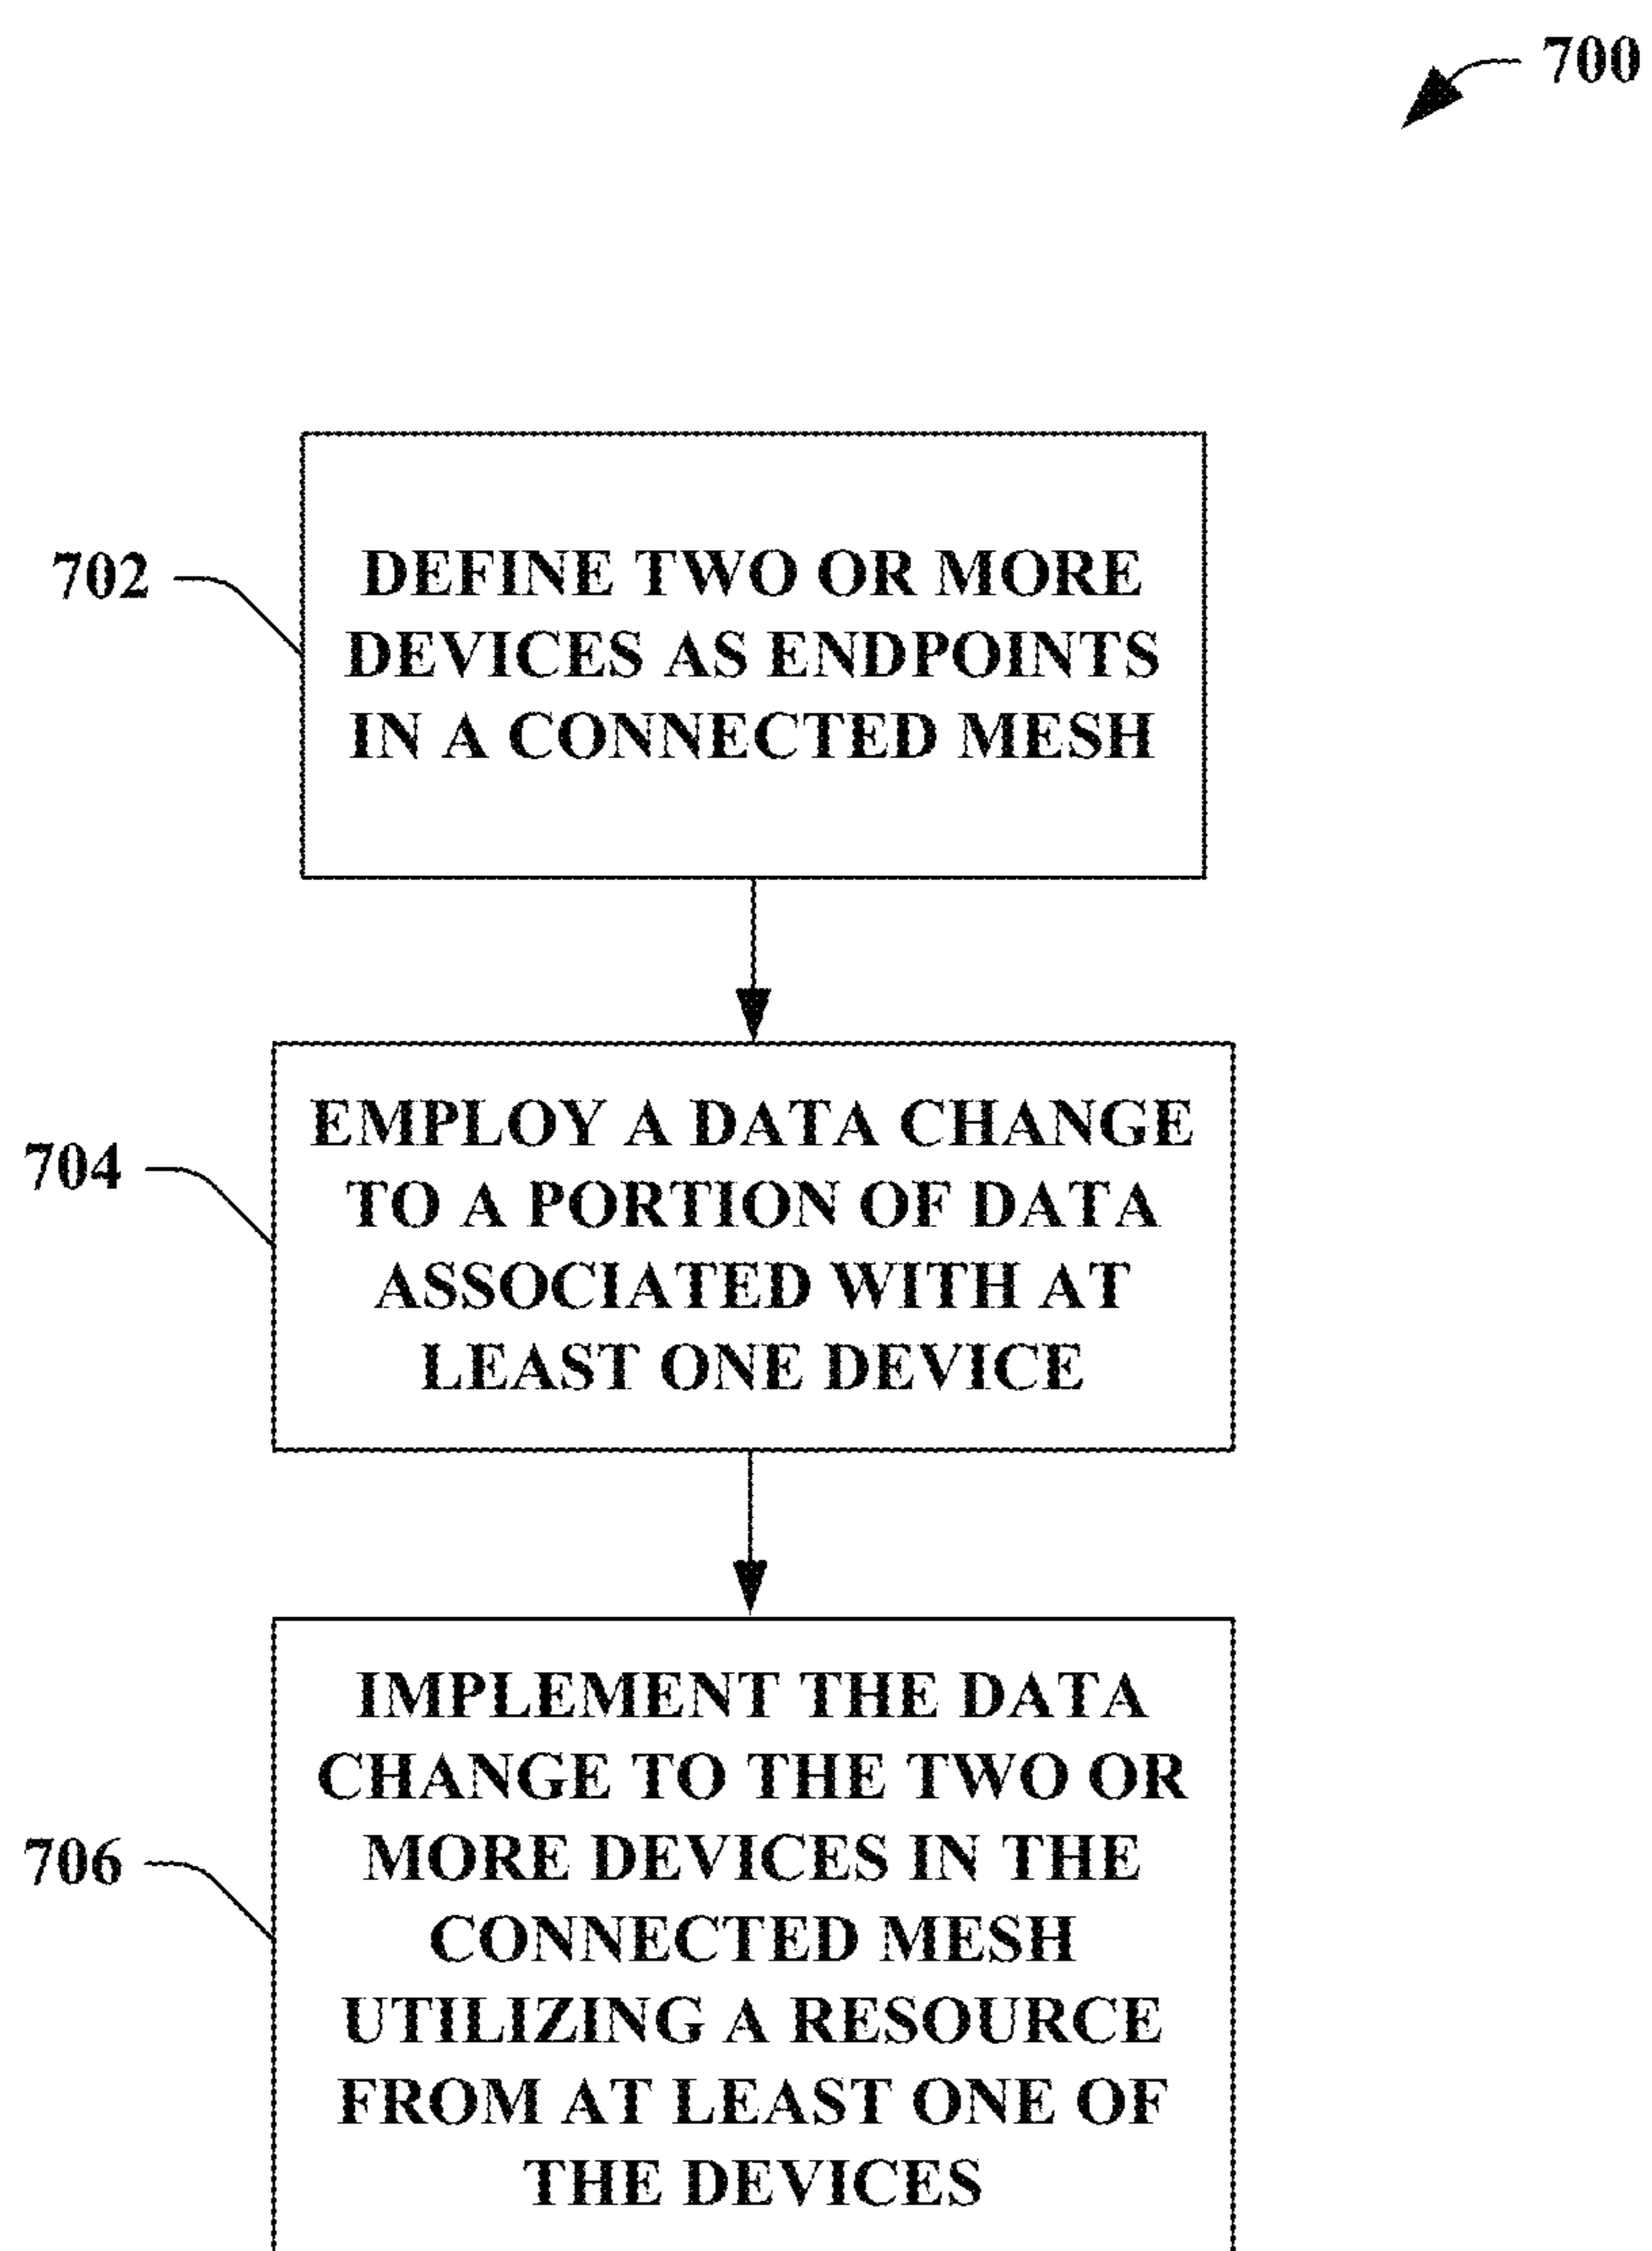 700
702
DEFINE TWO OR MORE
DEVICES AS ENDPOINTS
IN A CONNECTED MESH
704
EMPLOY A DATA CHANGE
TO A PORTION OF DATA
ASSOCIATED WITH AT
LEAST ONE DEVICE
706
IMPLEMENT THE DATA
CHANGE TO THE TWO OR
MORE DEVICES IN THE
CONNECTED MESH
UTILIZING A RESOURCE
FROM AT LEAST ONE OF
THE DEVICES